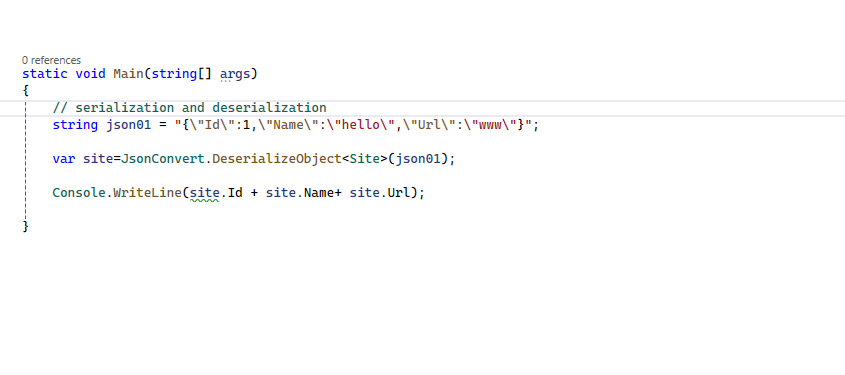 0 references
static void Main(string[] args)
{
// serialization and deserialization
string json01 = "{\"Id\":1,\"Name\":\"hello\",\"Url\":\"www\"}";
var site=JsonConvert.DeserializeObject<Site>(json01);
Console.WriteLine(site.Id + site.Name+ site.Url);
}